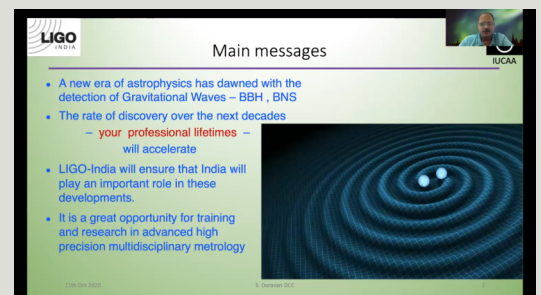 LIGO
INDIA
Main messages
IUCAA
• A new era of astrophysics has dawned with the
detection of Gravitational Waves – BBH , BNS
• The rate of discovery over the next decades
– your professional lifetimes –
will accelerate
• LIGO-India will ensure that India will
play an important role in these
developments.
• It is a great opportunity for training
and research in advanced high
precision multidisciplinary metrology
2